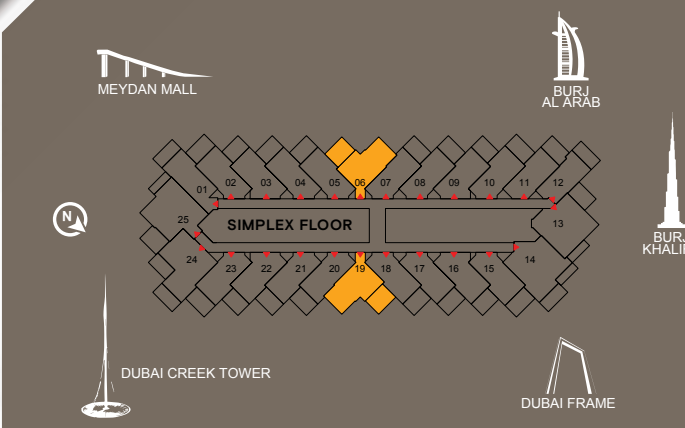 MEYDAN MALL
BURJ
AL ARAB
01 02 03 04 05 06 07 08 09 10 11 12
N
25
SIMPLEX FLOOR
13
BURJ
24
14
23 22 21 20 19 18 17 16 15
DUBAI CREEK TOWER
DUBAI FRAME